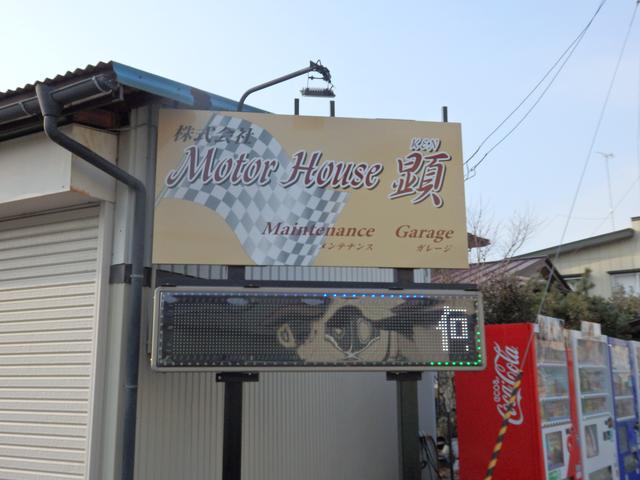 株式会社
Motor House 顕
KEN
Maintenance Garage
メンテナンス ガレージ
Coca-Cola